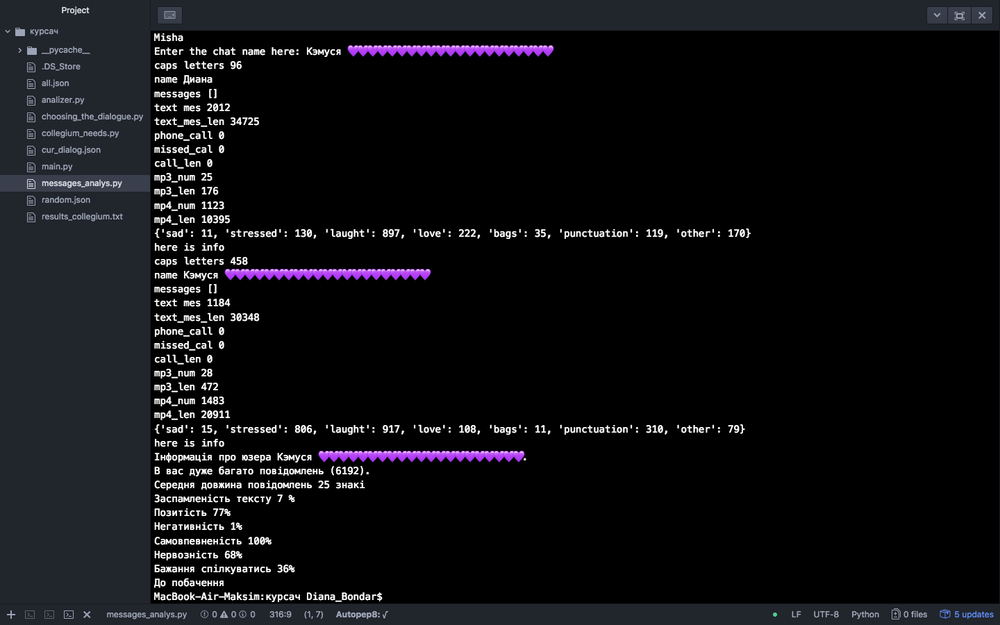 Project
курсач
__pycache__
.DS_Store
all.json
analizer.py
choosing_the_dialogue.py
collegium_needs.py
cur_dialog.json
main.py
messages_analys.py
random.json
results_collegium.txt
Misha
Enter the chat name here: Кэмуся 💜💜💜💜💜💜💜💜💜💜💜💜💜💜💜💜💜💜💜💜💜
caps letters 96
name Диана
messages []
text mes 2012
text_mes_len 34725
phone_call 0
missed_cal 0
call_len 0
mp3_num 25
mp3_len 176
mp4_num 1123
mp4_len 10395
{'sad': 11, 'stressed': 130, 'laught': 897, 'love': 222, 'bags': 35, 'punctuation': 119, 'other': 170}
here is info
caps letters 458
name Кэмуся 💜💜💜💜💜💜💜💜💜💜💜💜💜💜💜💜💜💜💜💜💜
messages []
text mes 1184
text_mes_len 30348
phone_call 0
missed_cal 0
call_len 0
mp3_num 28
mp3_len 472
mp4_num 1483
mp4_len 20911
{'sad': 15, 'stressed': 806, 'laught': 917, 'love': 108, 'bags': 11, 'punctuation': 310, 'other': 79}
here is info
Інформація про юзера Кэмуся 💜💜💜💜💜💜💜💜💜💜💜💜💜💜💜💜💜💜💜💜💜.
В вас дуже багато повідомлень (6192).
Середня довжина повідомлень 25 знакі
Заспамленість тексту 7 %
Позитість 77%
Негативність 1%
Самовпевненість 100%
Нервозність 68%
Бажання спілкуватись 36%
До побачення
MacBook-Air-Maksim:курсач Diana_Bondar$
messages_analys.py 0 0 0 316:9 (1, 7) Autopep8: √ LF UTF-8 Python 0 files 5 updates